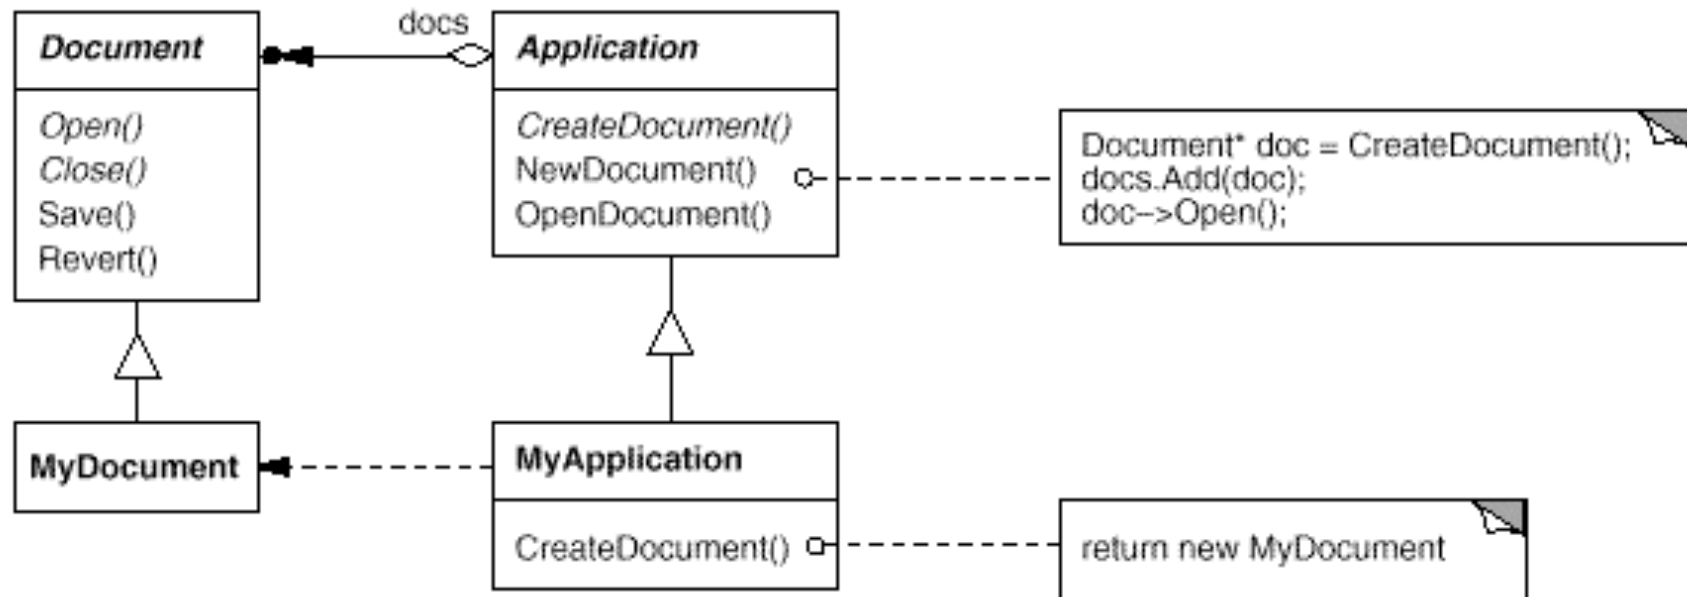 docs
Document
Open()
Close()
Save()
Revert()
Application
CreateDocument()
NewDocument()
OpenDocument()
Document* doc = CreateDocument();
docs.Add(doc);
doc->Open();
MyDocument
MyApplication
CreateDocument()
return new MyDocument